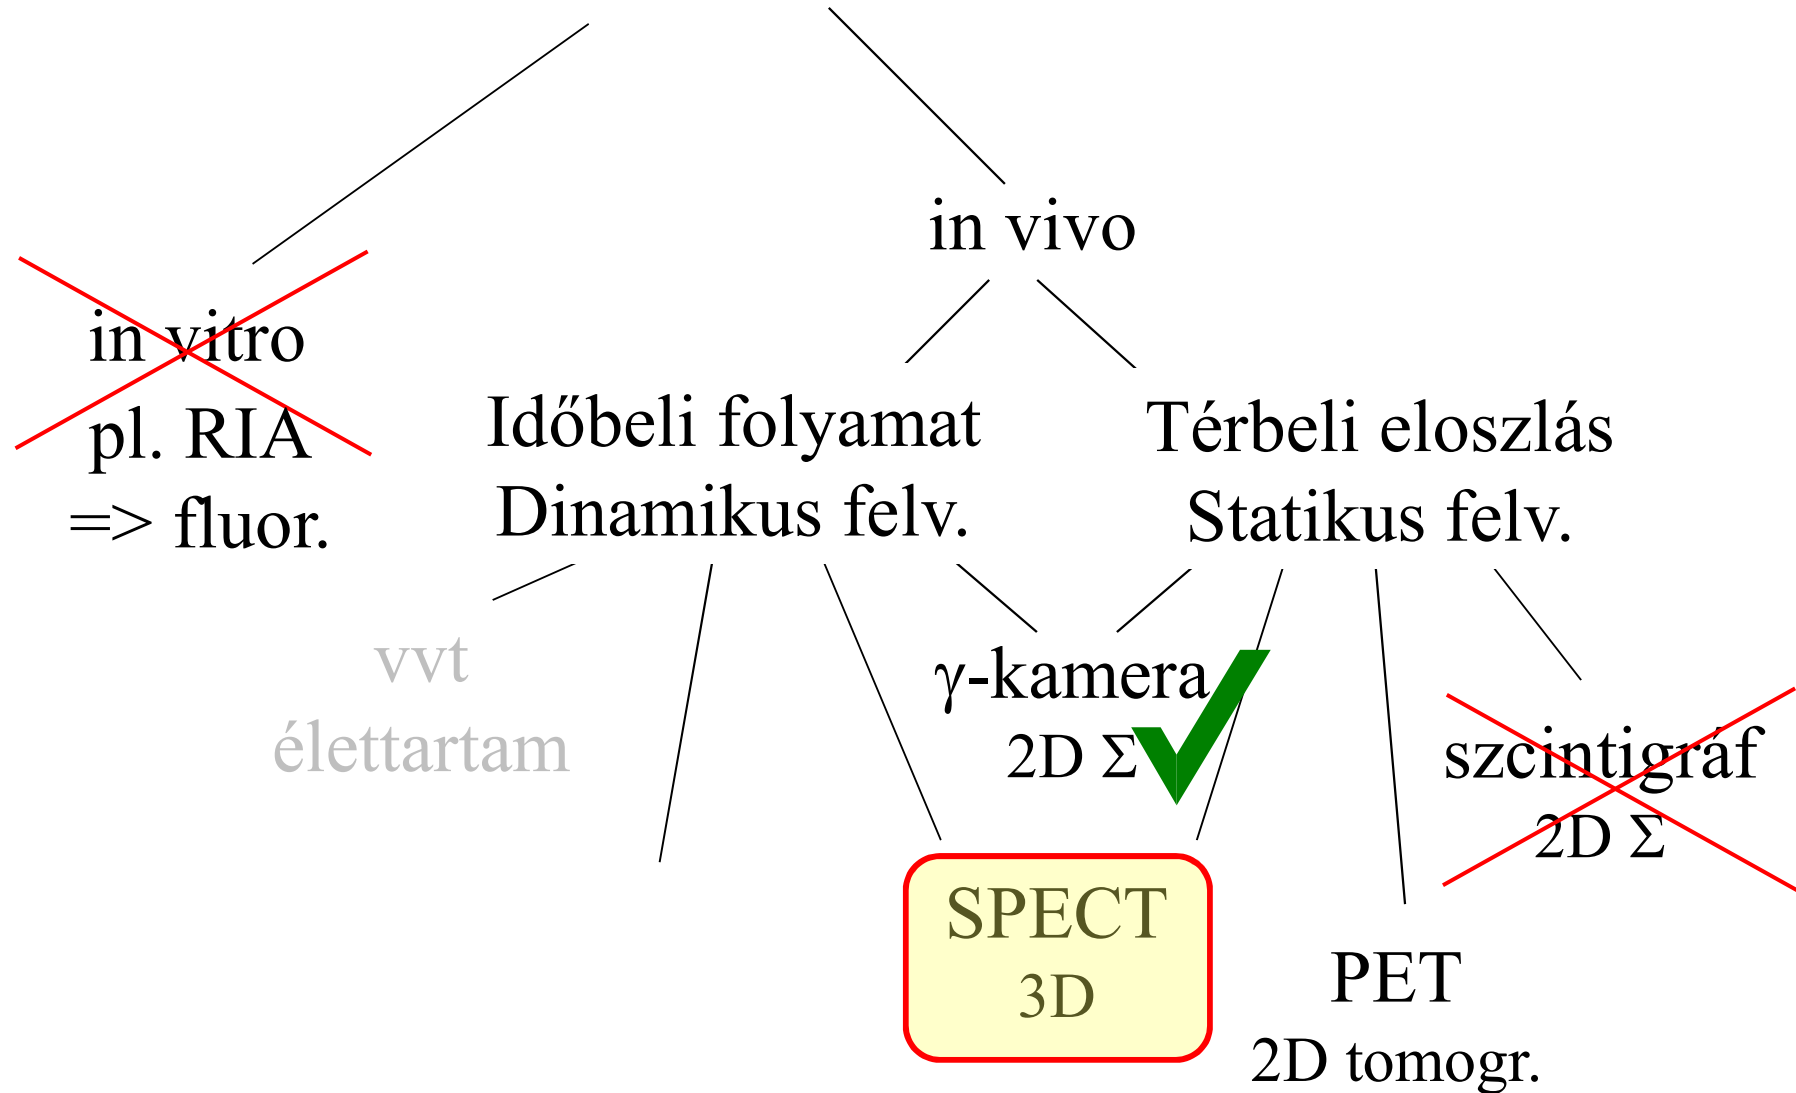 in vivo
in vitro
pl. RIA
=> fluor.
Időbeli folyamat
Dinamikus felv.
Térbeli eloszlás
Statikus felv.
vvt
élettartam
γ-kamera
2D Σ
szcintigráf
2D Σ
SPECT
3D
PET
2D tomogr.